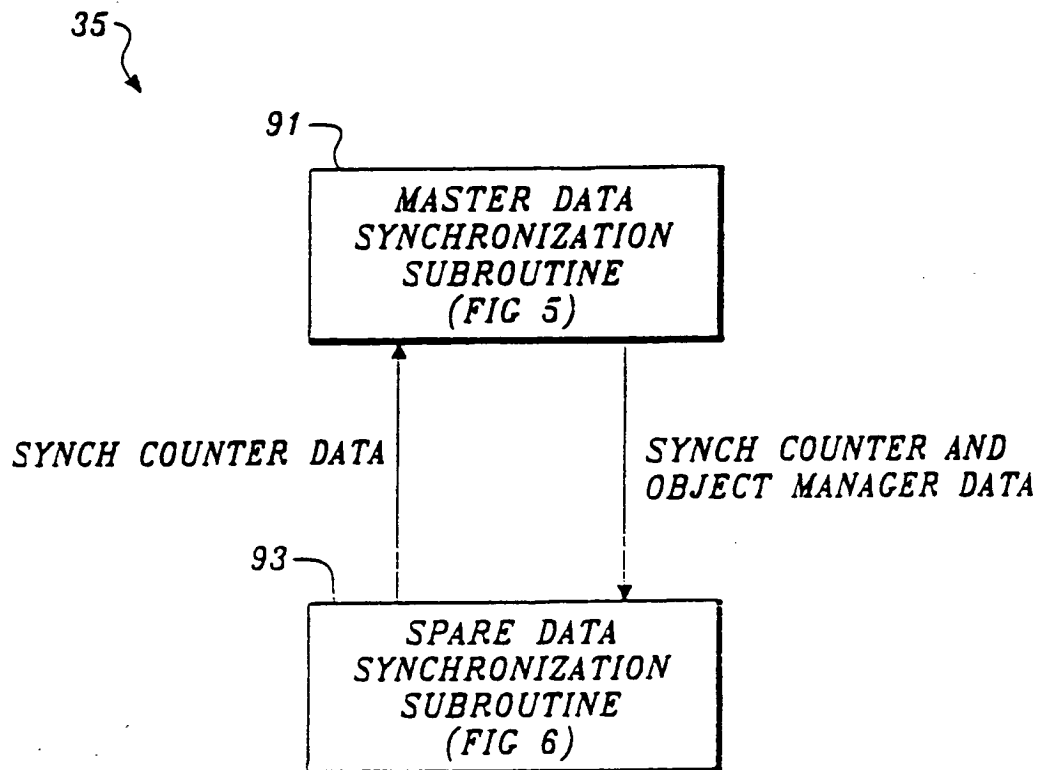 35
91
MASTER DATA
SYNCHRONIZATION
SUBROUTINE
(FIG 5)
SYNCH COUNTER DATA
SYNCH COUNTER AND
OBJECT MANAGER DATA
93
SPARE DATA
SYNCHRONIZATION
SUBROUTINE
(FIG 6)